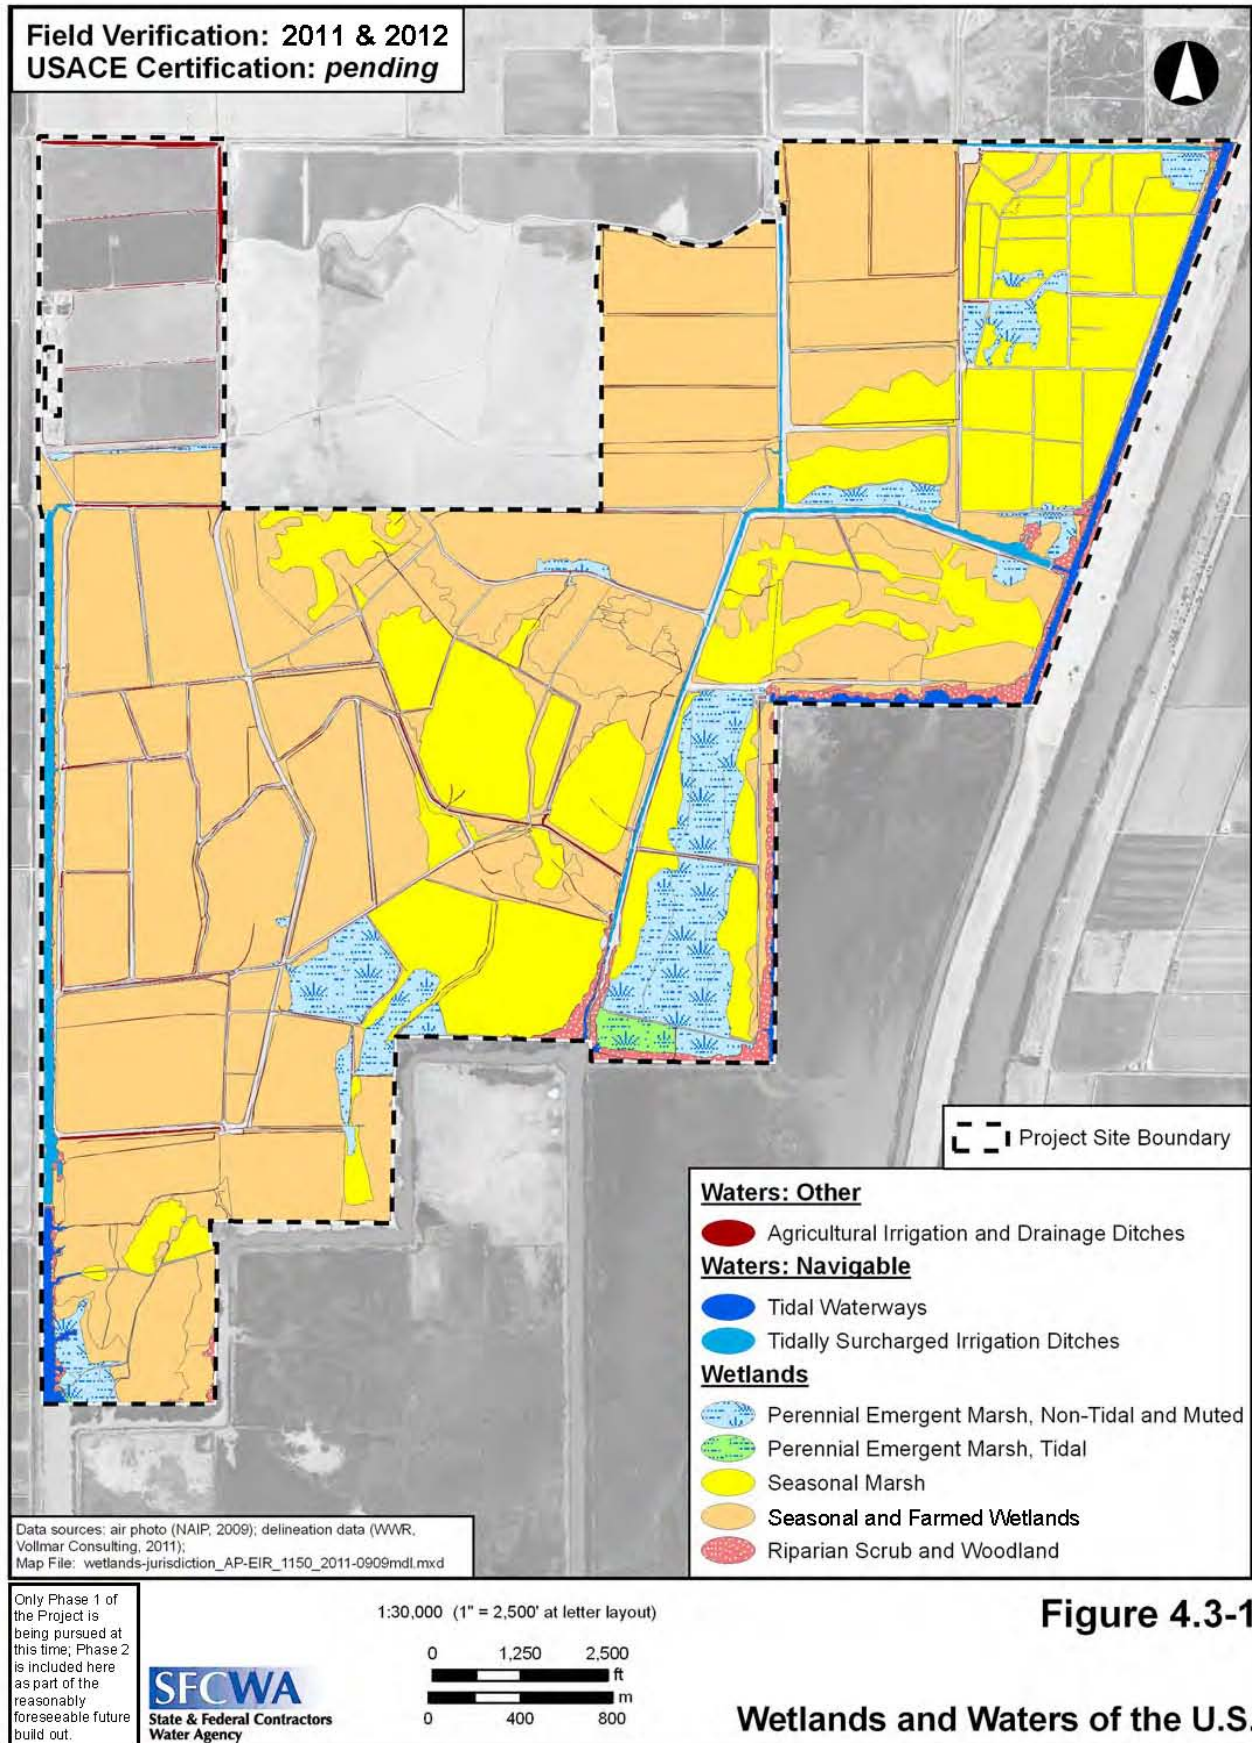 Field Verification: 2011 & 2012
USACE Certification: pending
Project Site Boundary
Waters: Other
Agricultural Irrigation and Drainage Ditches
Waters: Navigable
Tidal Waterways
Tidally Surcharged Irrigation Ditches
Wetlands
Perennial Emergent Marsh, Non-Tidal and Muted
Perennial Emergent Marsh, Tidal
Seasonal Marsh
Seasonal and Farmed Wetlands
Riparian Scrub and Woodland
Data sources: air photo (NAIP, 2009); delineation data (WWR,
Vollmar Consulting, 2011);
Map File: wetlands-jurisdiction_AP-EIR_1150_2011-0909mdl.mxd
Only Phase 1 of
the Project is
being pursued at
this time; Phase 2
is included here
as part of the
reasonably
foreseeable future
build out.
SFCWA
State & Federal Contractors
Water Agency
1:30,000 (1" = 2,500' at letter layout)
0 1,250 2,500
ft
m
0 400 800
Figure 4.3-1
Wetlands and Waters of the U.S.